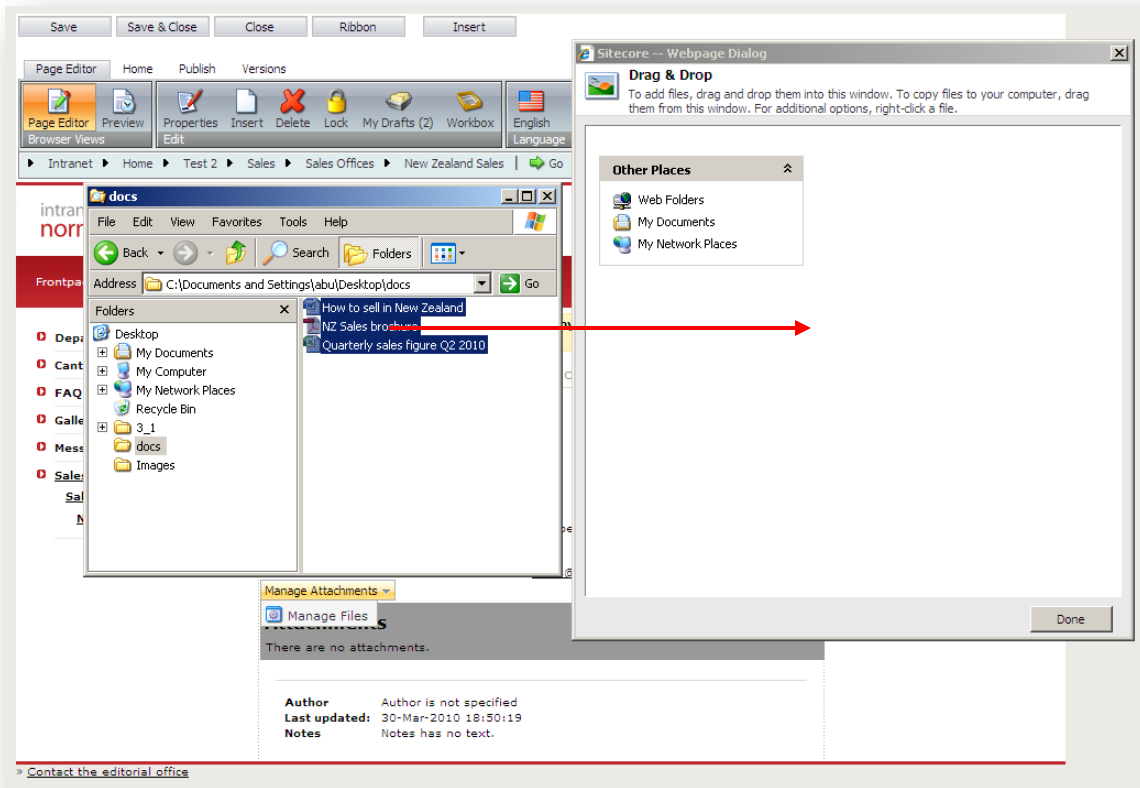 Save Save & Close Close Ribbon Insert
Page Editor Home Publish Versions
Page Editor Preview Properties Insert Delete Lock My Drafts (2) Workbox English
Browser Views Edit Language
Intranet Home Test 2 Sales Sales Offices New Zealand Sales Go
intran
norr
Frontpa
Depa
Cant
FAQ
Galle
Mess
Sale
Sal
N
docs
File Edit View Favorites Tools Help
Back Search Folders
Address C:\Documents and Settings\abu\Desktop\docs Go
Folders X
Desktop
My Documents
My Computer
My Network Places
Recycle Bin
3_1
docs
Images
How to sell in New Zealand
NZ Sales brochure
Quarterly sales figure Q2 2010
Sitecore -- Webpage Dialog
Drag & Drop
To add files, drag and drop them into this window. To copy files to your computer, drag
them from this window. For additional options, right-click a file.
Other Places
Web Folders
My Documents
My Network Places
Done
Manage Attachments
Manage Files
There are no attachments.
Author Author is not specified
Last updated: 30-Mar-2010 18:50:19
Notes Notes has no text.
» Contact the editorial office